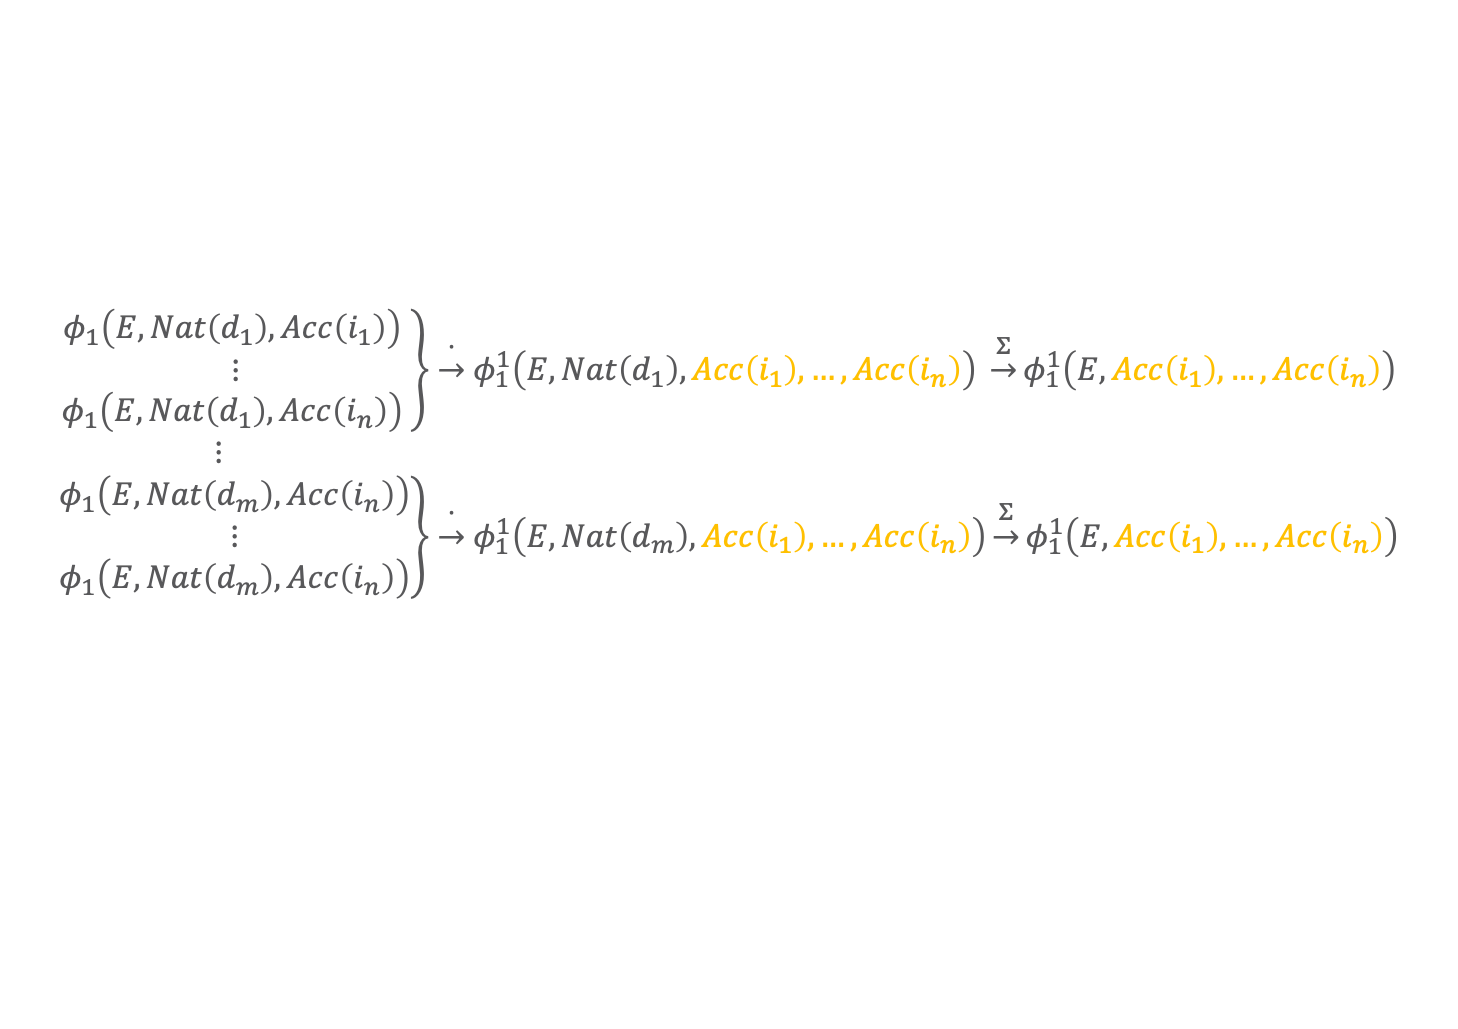 ϕ₁(E, Nat(d₁), Acc(i₁))
⋮
ϕ₁(E, Nat(d₁), Acc(iₙ))
} →̇ ϕ₁¹(E, Nat(d₁), Acc(i₁), … , Acc(iₙ)) Σ→ ϕ₁¹(E, Acc(i₁), … , Acc(iₙ))
⋮
ϕ₁(E, Nat(dₘ), Acc(iₙ))
⋮
ϕ₁(E, Nat(dₘ), Acc(iₙ))
} →̇ ϕ₁¹(E, Nat(dₘ), Acc(i₁), … , Acc(iₙ)) Σ→ ϕ₁¹(E, Acc(i₁), … , Acc(iₙ))